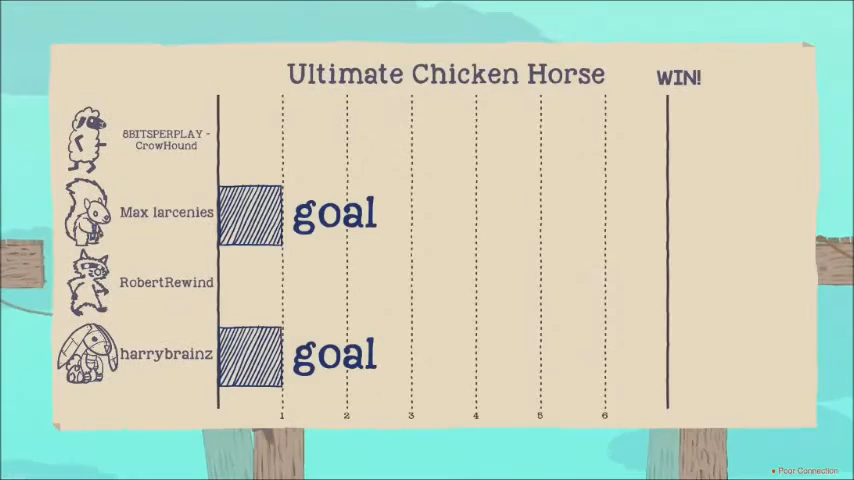 Ultimate Chicken Horse
WIN!
8BITSPERPLAY -
CrowHound
Max larcenies
goal
RobertRewind
harrybrainz
goal
1 2 3 4 5 6
Poor Connection